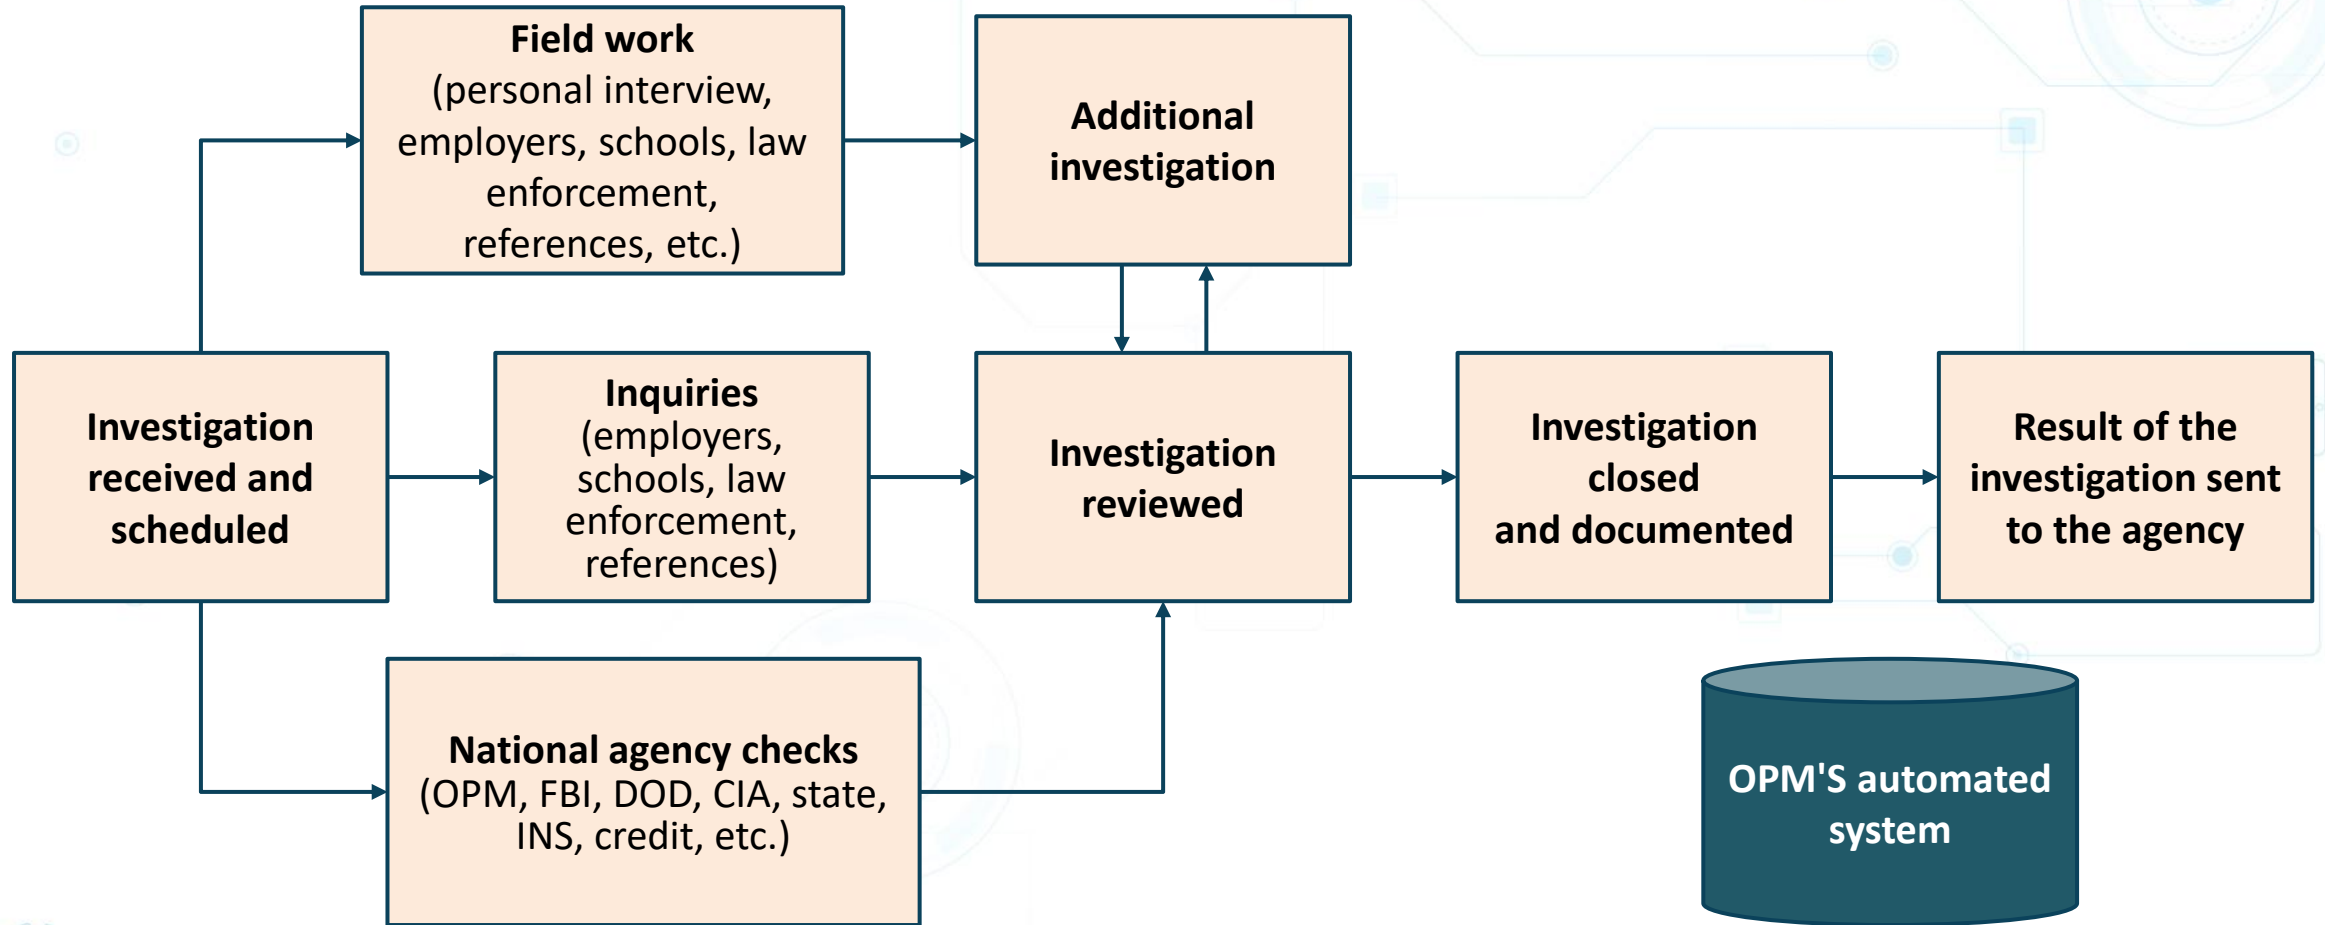 Field work
(personal interview,
employers, schools, law
enforcement,
references, etc.)
Additional
investigation
Investigation
received and
scheduled
Inquiries
(employers,
schools, law
enforcement,
references)
Investigation
reviewed
Investigation
closed
and documented
Result of the
investigation sent
to the agency
National agency checks
(OPM, FBI, DOD, CIA, state,
INS, credit, etc.)
OPM'S automated
system